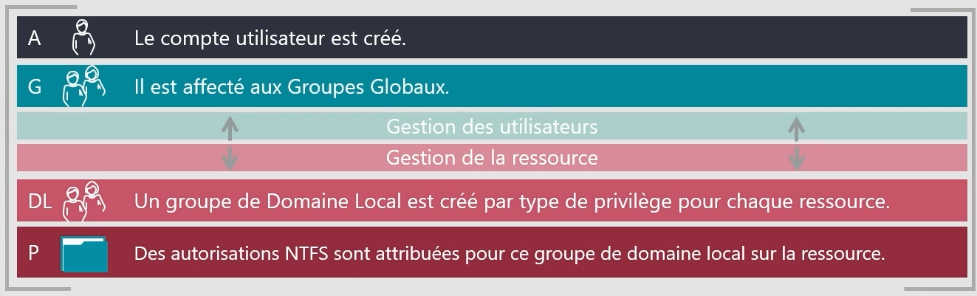 A Le compte utilisateur est créé.
G Il est affecté aux Groupes Globaux.
Gestion des utilisateurs
Gestion de la ressource
DL Un groupe de Domaine Local est créé par type de privilège pour chaque ressource.
P Des autorisations NTFS sont attribuées pour ce groupe de domaine local sur la ressource.